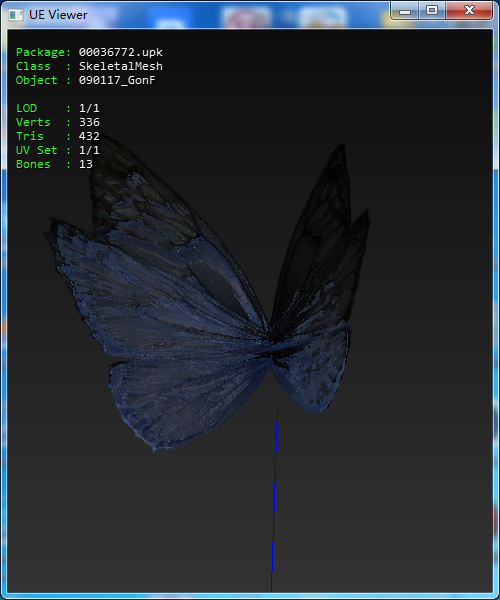 UE Viewer
Package: 00036772.upk
Class : SkeletalMesh
Object : 090117_GonF
LOD : 1/1
Verts : 336
Tris : 432
UV Set : 1/1
Bones : 13